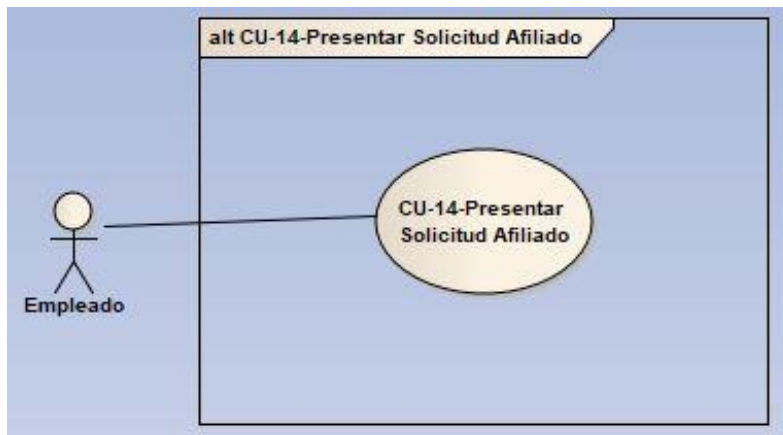 alt CU-14-Presentar Solicitud Afiliado
CU-14-Presentar
Solicitud Afiliado
Empleado